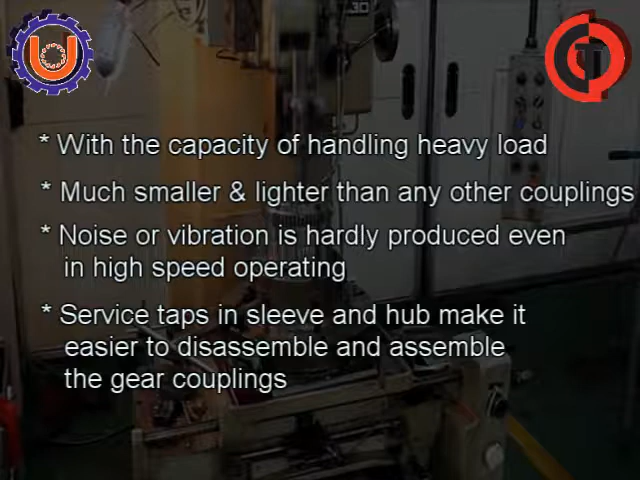 * With the capacity of handling heavy load
* Much smaller & lighter than any other couplings
* Noise or vibration is hardly produced even
in high speed operating
* Service taps in sleeve and hub make it
easier to disassemble and assemble
the gear couplings